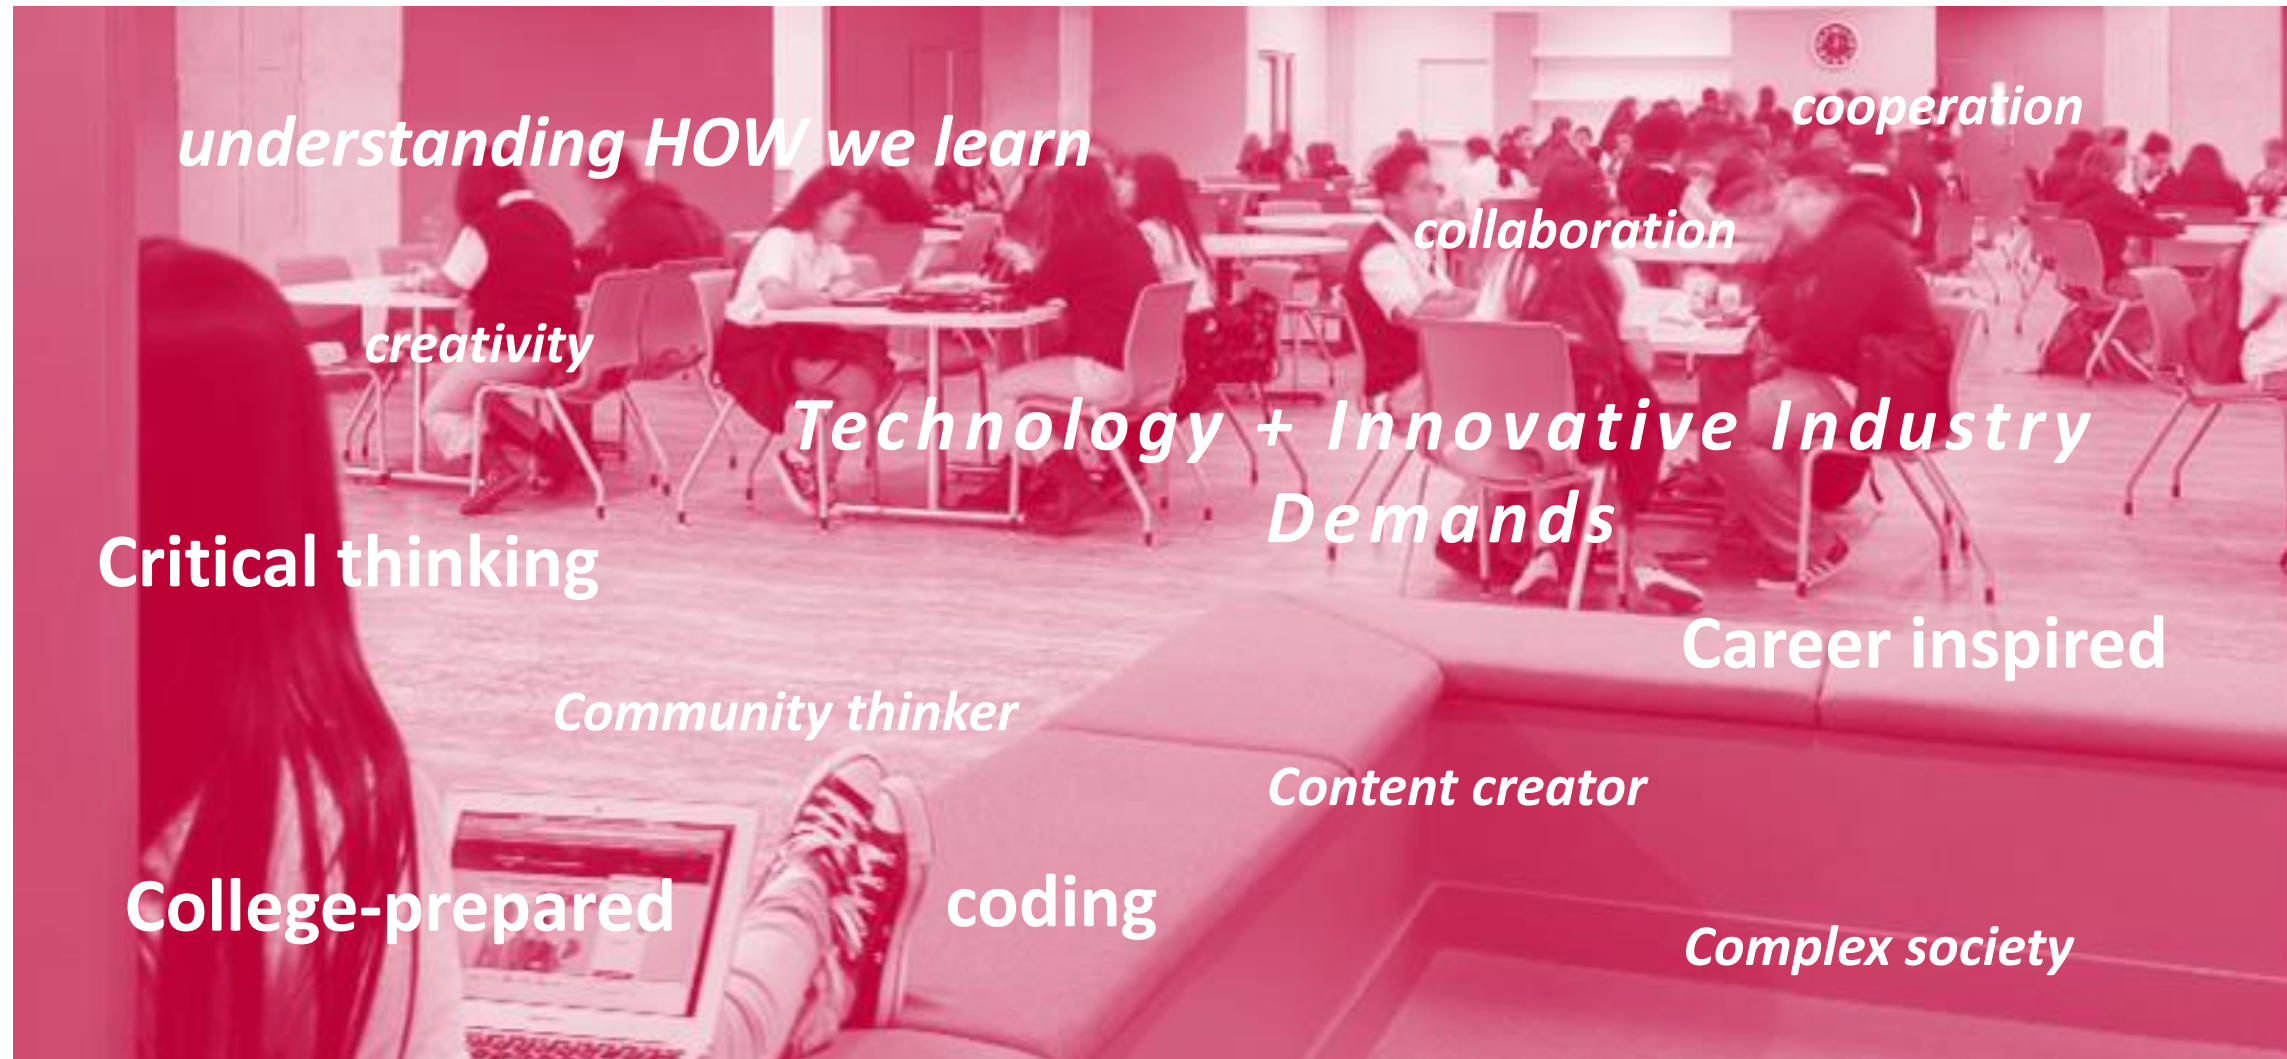 understanding HOW we learn
cooperation
collaboration
creativity
Technology + Innovative Industry
Demands
Critical thinking
Career inspired
Community thinker
Content creator
College-prepared
coding
Complex society